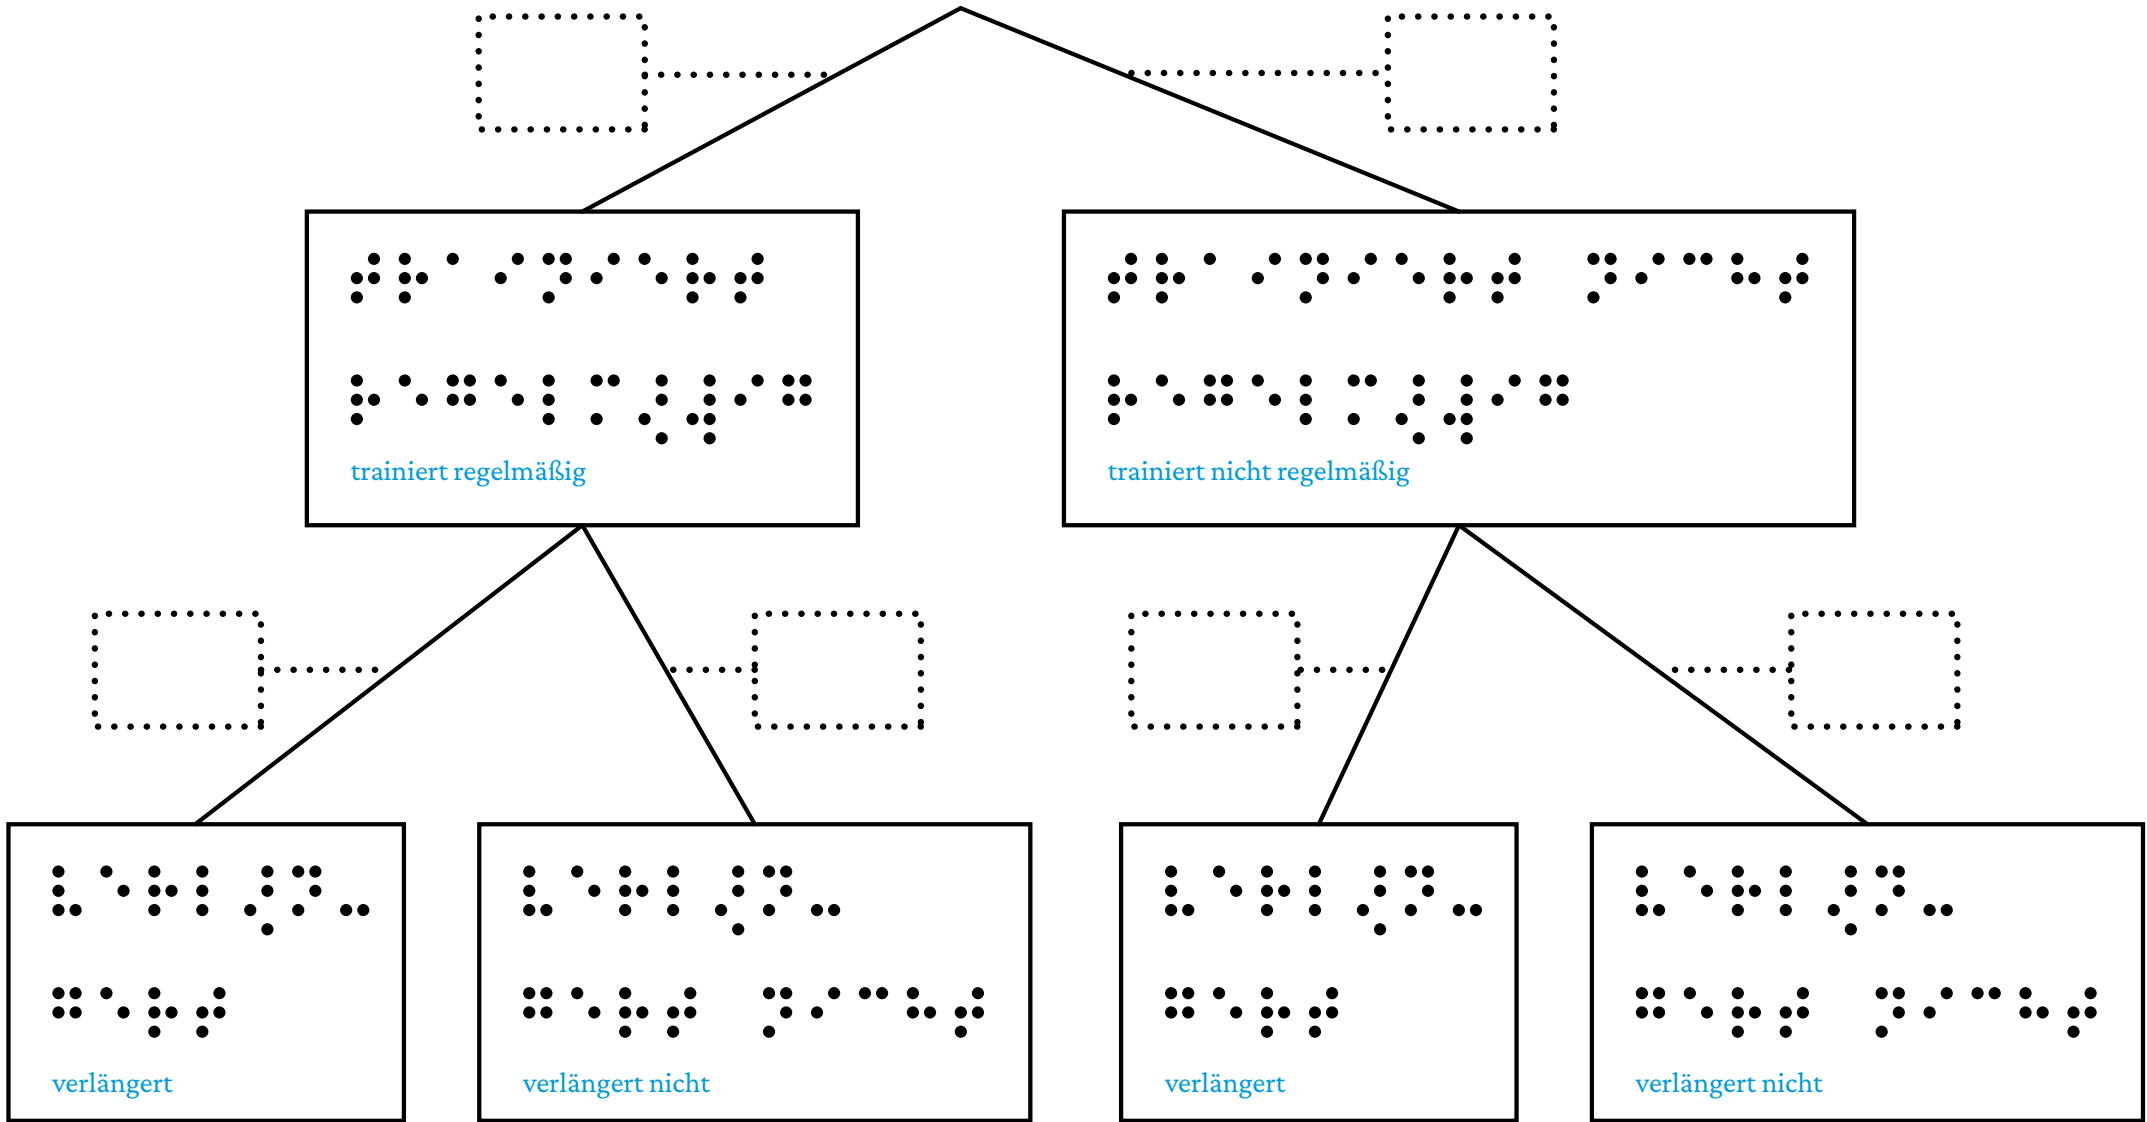 ⠞⠗⠁⠊⠝⠊⠑⠗⠞
⠗⠑⠛⠑⠇⠍⢜⢼⠊⠛
trainiert regelmäßig
⠞⠗⠁⠊⠝⠊⠑⠗⠞ ⠝⠊⠉⠓⠞
⠗⠑⠛⠑⠇⠍⢜⢼⠊⠛
trainiert nicht regelmäßig
⠧⠑⠗⠇⢜⠝⠤
⠛⠑⠗⠞
verlängert
⠧⠑⠗⠇⢜⠝⠤
⠛⠑⠗⠞ ⠝⠊⠉⠓⠞
verlängert nicht
⠧⠑⠗⠇⢜⠝⠤
⠛⠑⠗⠞
verlängert
⠧⠑⠗⠇⢜⠝⠤
⠛⠑⠗⠞ ⠝⠊⠉⠓⠞
verlängert nicht